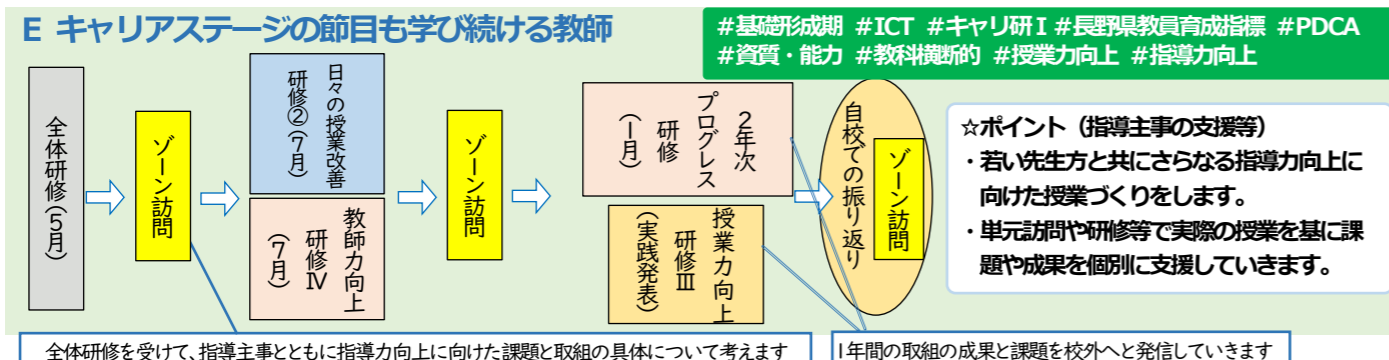 E キャリアステージの節目も学び続ける教師
#基礎形成期 #ICT #キャリ研Ⅰ #長野県教員育成指標 #PDCA
#資質・能力 #教科横断的 #授業力向上 #指導力向上
全体研修(5月)
ゾーン訪問
日々の授業改善
研修②(7月)
教師力向上
研修Ⅳ
(7月)
ゾーン訪問
2年次
プログレス
研修
(1月)
授業力向上
研修Ⅲ
(実践発表)
自校での振り返り
ゾーン訪問
☆ポイント（指導主事の支援等）
・若い先生方と共にさらなる指導力向上に
向けた授業づくりをします。
・単元訪問や研修等で実際の授業を基に課
題や成果を個別に支援していきます。
全体研修を受けて、指導主事とともに指導力向上に向けた課題と取組の具体について考えます
1年間の取組の成果と課題を校外へと発信していきます